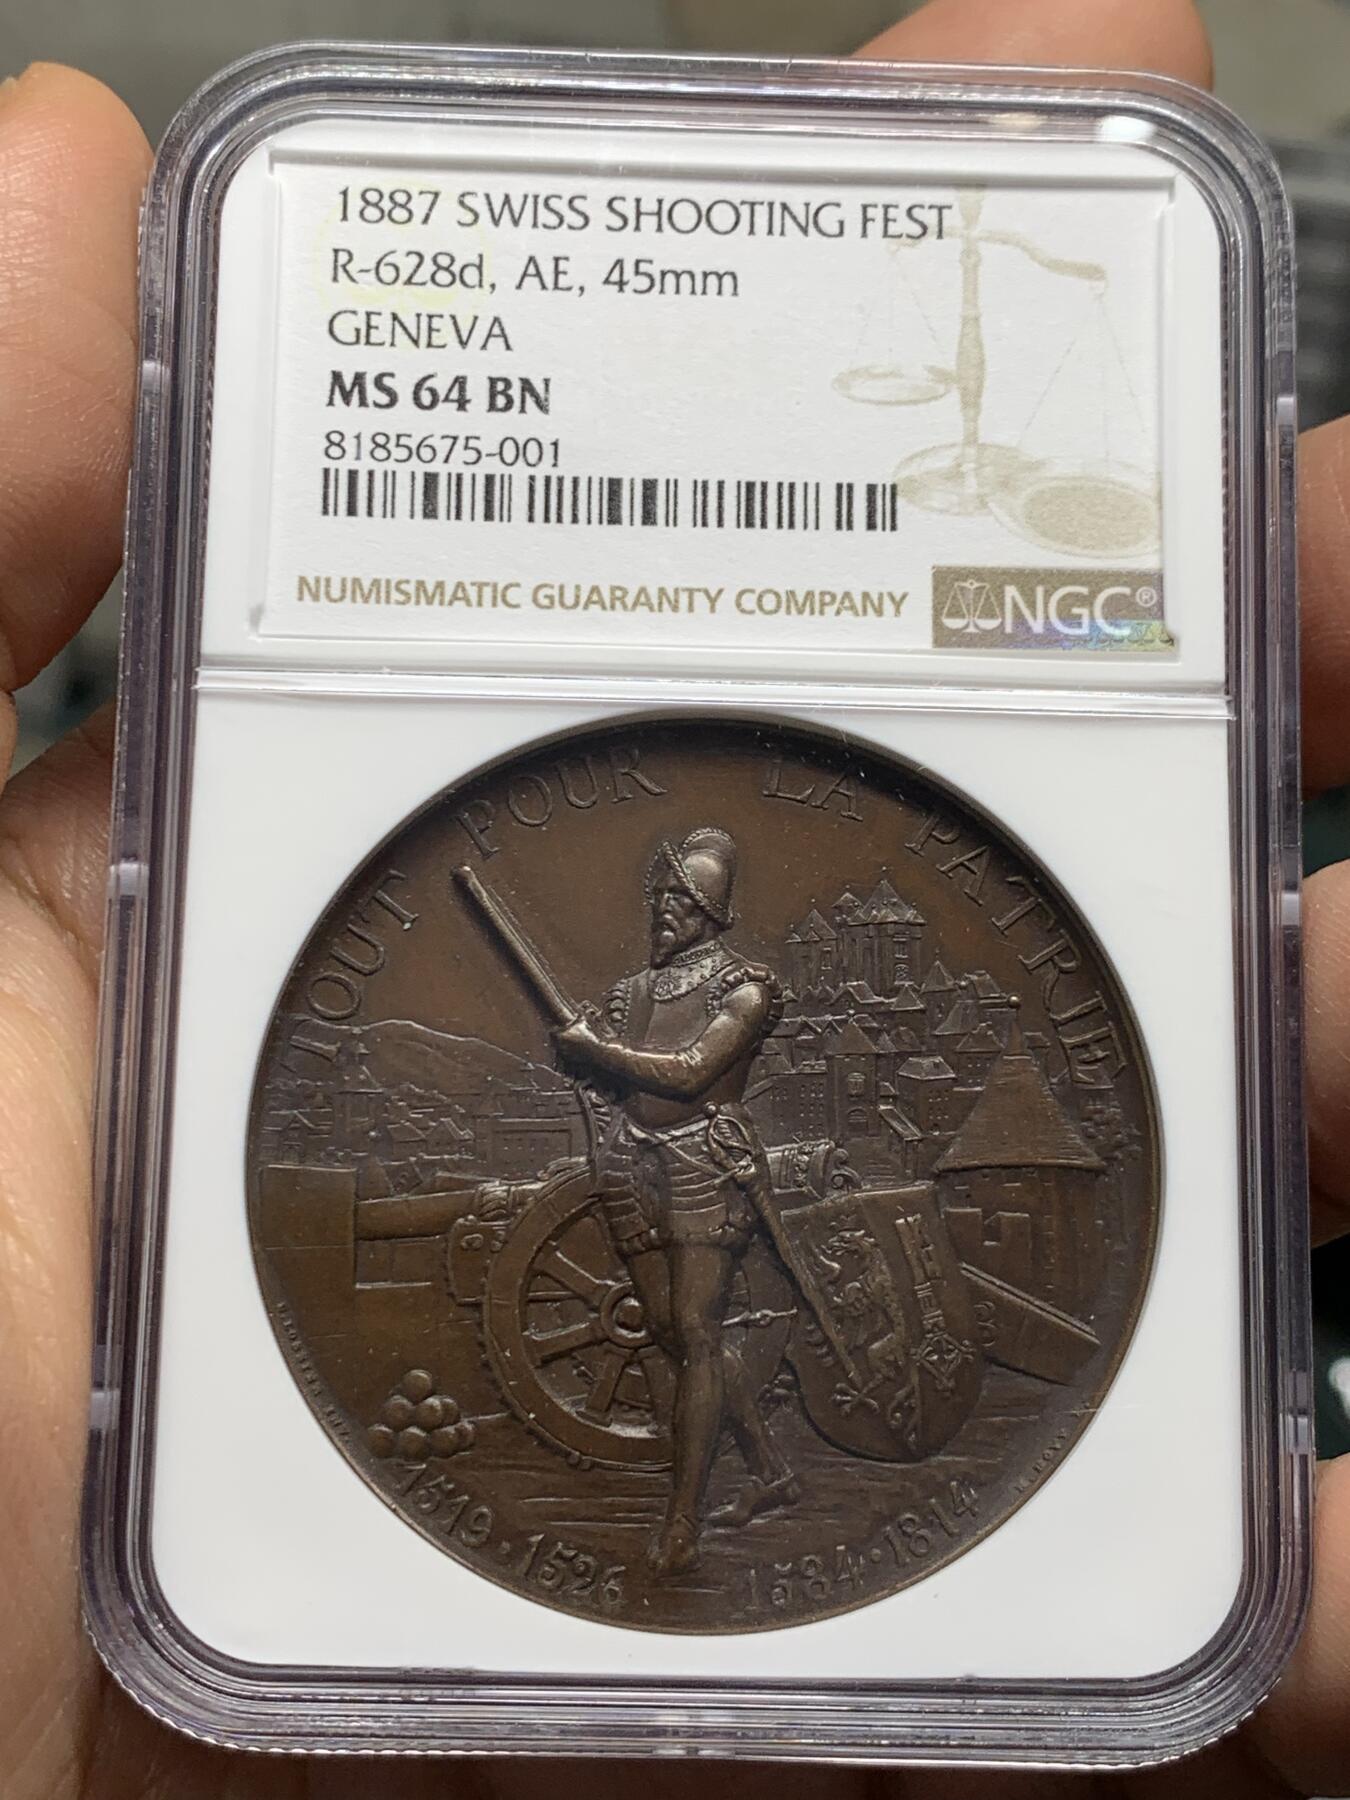 1887 SWISS SHOOTING FEST
R-628d, AE, 45mm
GENEVA
MS 64 BN
8185675-001
NUMISMATIC GUARANTY COMPANY
NGC®
TOUT POUR LA PATRIE
1519 · 1526 1584 · 1814